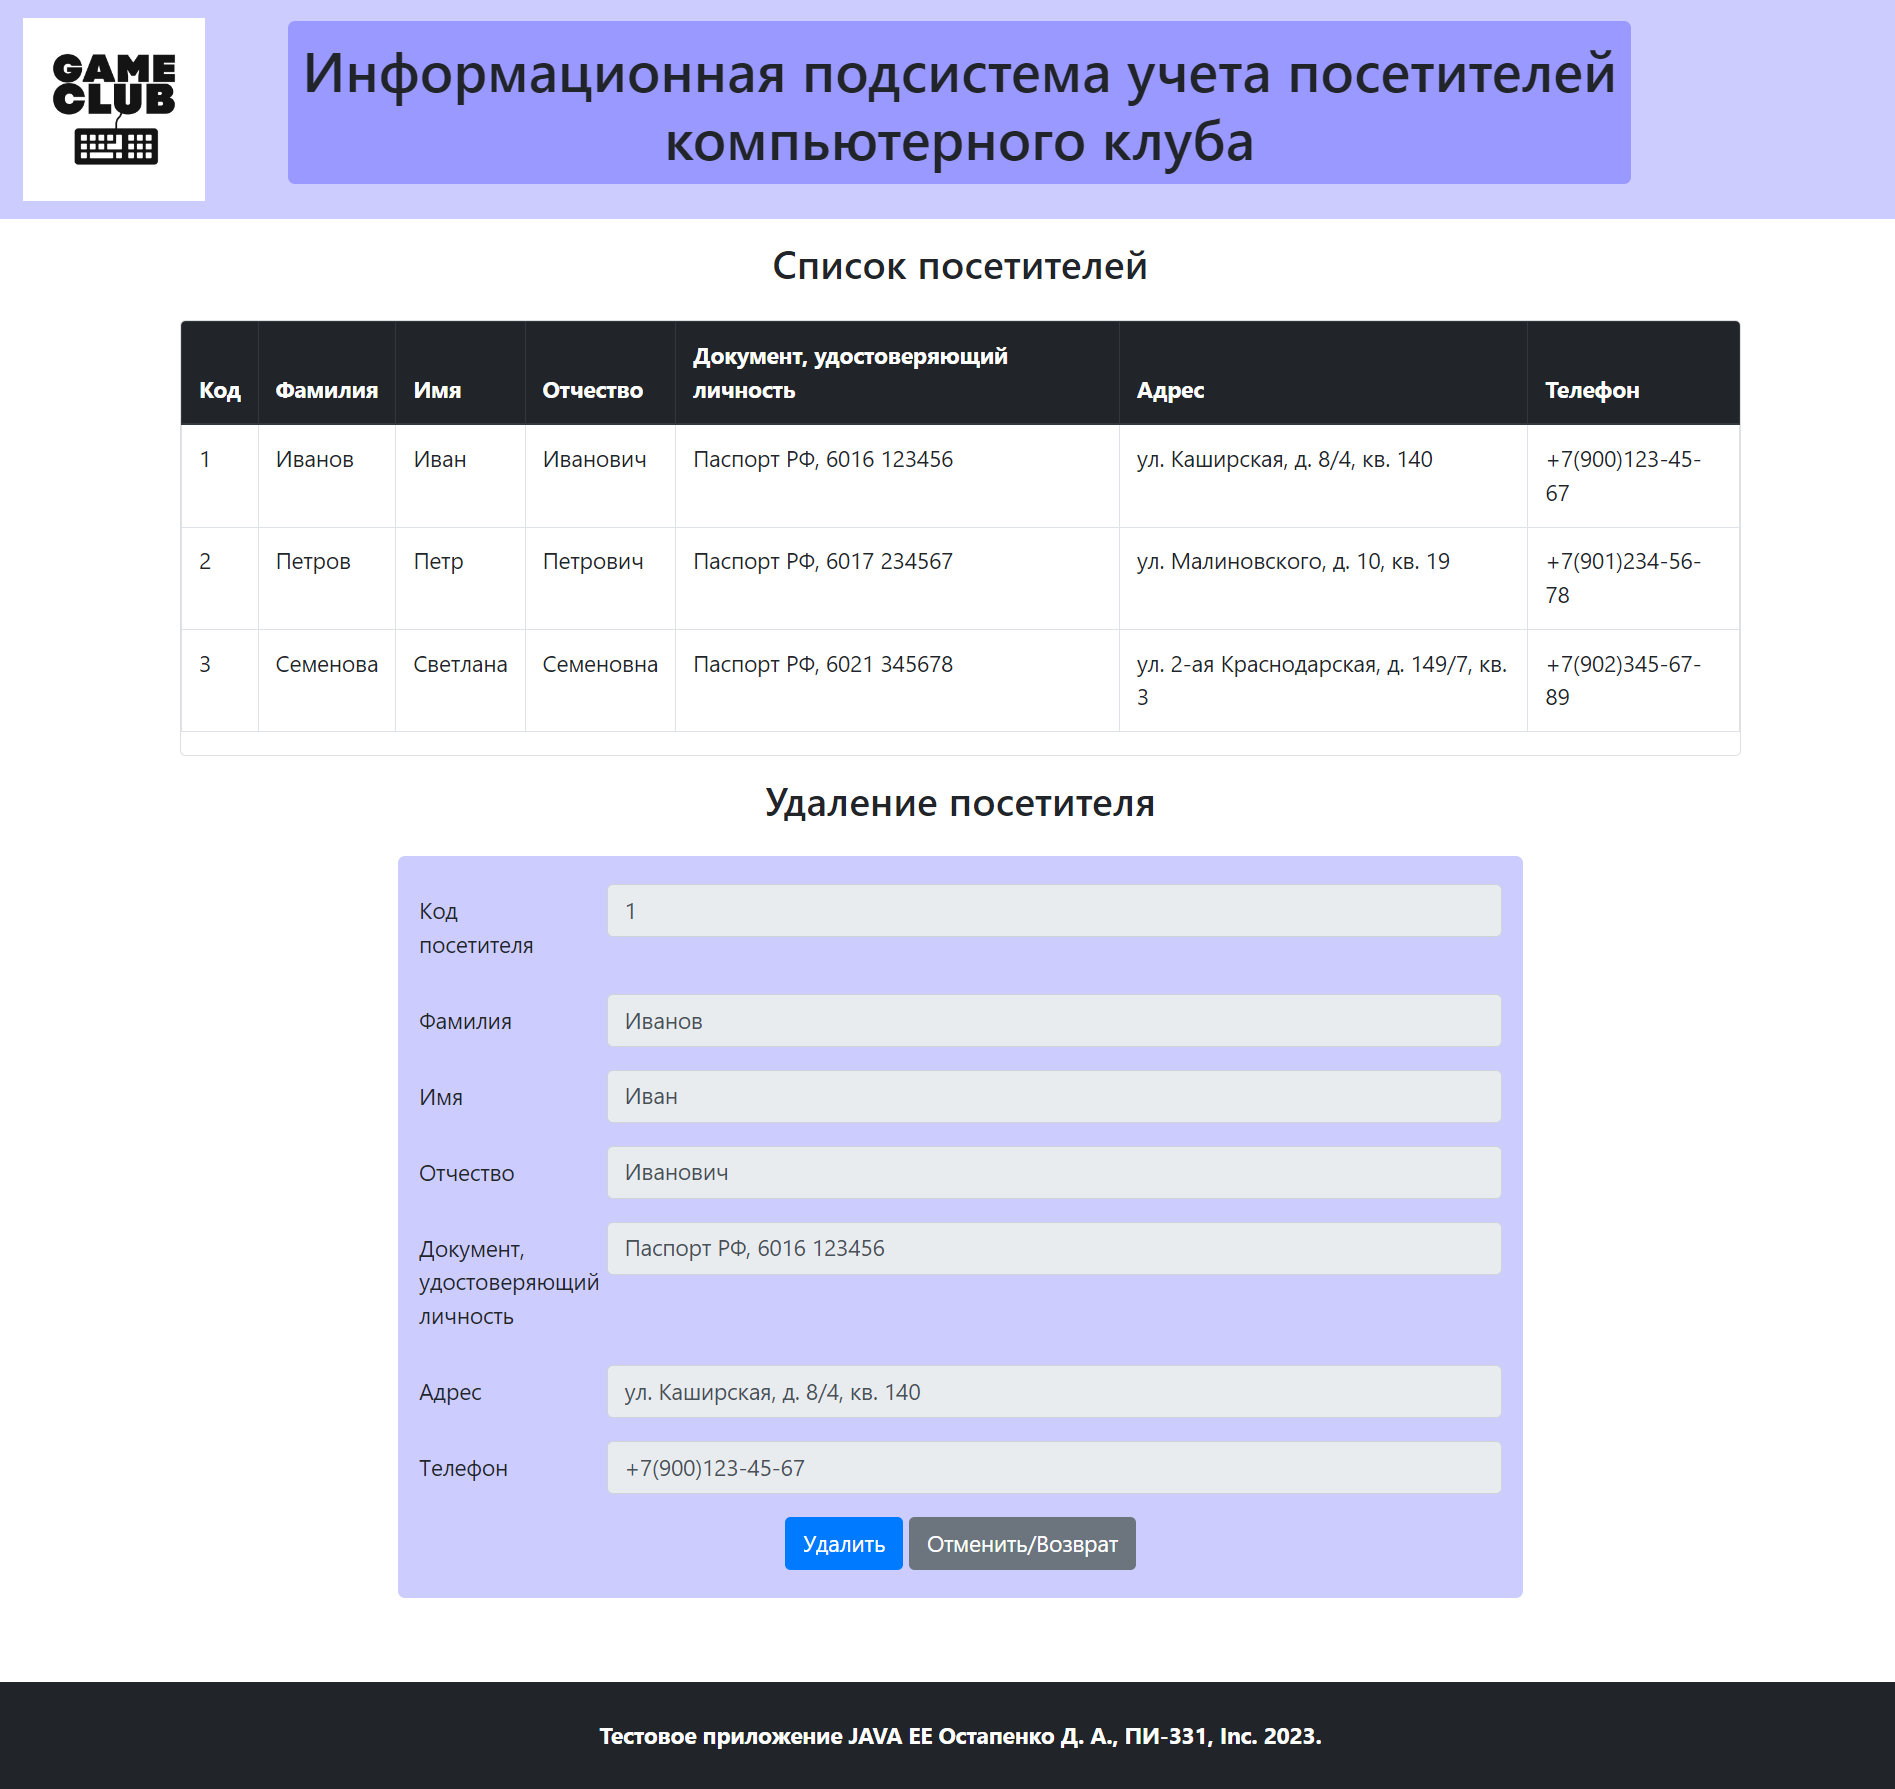 GAME
CLUB
Информационная подсистема учета посетителей
компьютерного клуба
Список посетителей
Код Фамилия Имя Отчество Документ, удостоверяющий личность Адрес Телефон
1 Иванов Иван Иванович Паспорт РФ, 6016 123456 ул. Каширская, д. 8/4, кв. 140 +7(900)123-45-
67
2 Петров Петр Петрович Паспорт РФ, 6017 234567 ул. Малиновского, д. 10, кв. 19 +7(901)234-56-
78
3 Семенова Светлана Семеновна Паспорт РФ, 6021 345678 ул. 2-ая Краснодарская, д. 149/7, кв. +7(902)345-67-
3 89
Удаление посетителя
Код 1
посетителя
Фамилия Иванов
Имя Иван
Отчество Иванович
Документ, Паспорт РФ, 6016 123456
удостоверяющий
личность
Адрес ул. Каширская, д. 8/4, кв. 140
Телефон +7(900)123-45-67
Удалить Отменить/Возврат
Тестовое приложение JAVA EE Остапенко Д. А., ПИ-331, Inc. 2023.